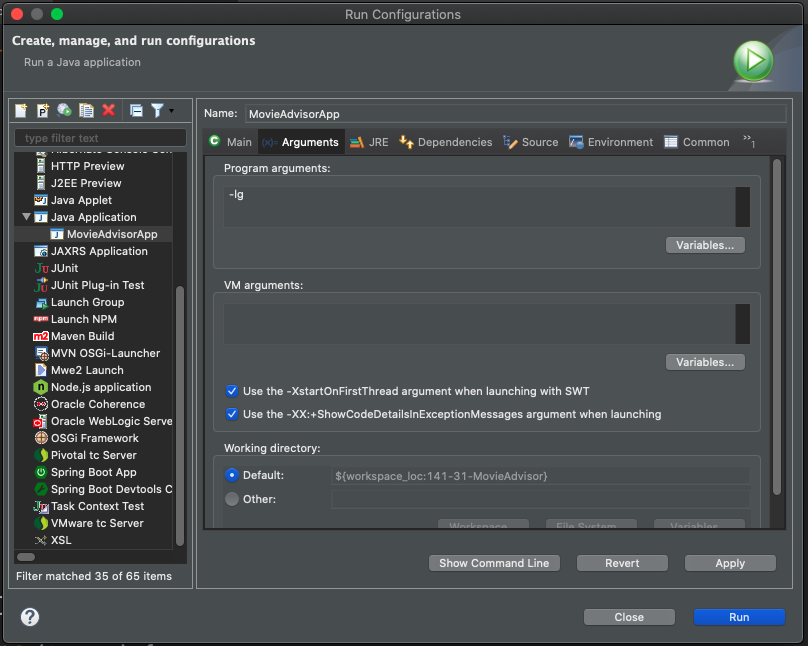 Run Configurations
Create, manage, and run configurations
Run a Java application
type filter text
HTTP Preview
J2EE Preview
Java Applet
Java Application
MovieAdvisorApp
JAXRS Application
JUnit
JUnit Plug-in Test
Launch Group
Launch NPM
Maven Build
MVN OSGi-Launcher
Mwe2 Launch
Node.js application
Oracle Coherence
Oracle WebLogic Serve
OSGi Framework
Pivotal tc Server
Spring Boot App
Spring Boot Devtools C
Task Context Test
VMware tc Server
XSL
Filter matched 35 of 65 items
Name: MovieAdvisorApp
Main (x)= Arguments JRE Dependencies Source Environment Common »1
Program arguments:
-lg
Variables...
VM arguments:
Variables...
Use the -XstartOnFirstThread argument when launching with SWT
Use the -XX:+ShowCodeDetailsInExceptionMessages argument when launching
Working directory:
Default: ${workspace_loc:141-31-MovieAdvisor}
Other:
Workspace... File System... Variables...
Show Command Line Revert Apply
? Close Run